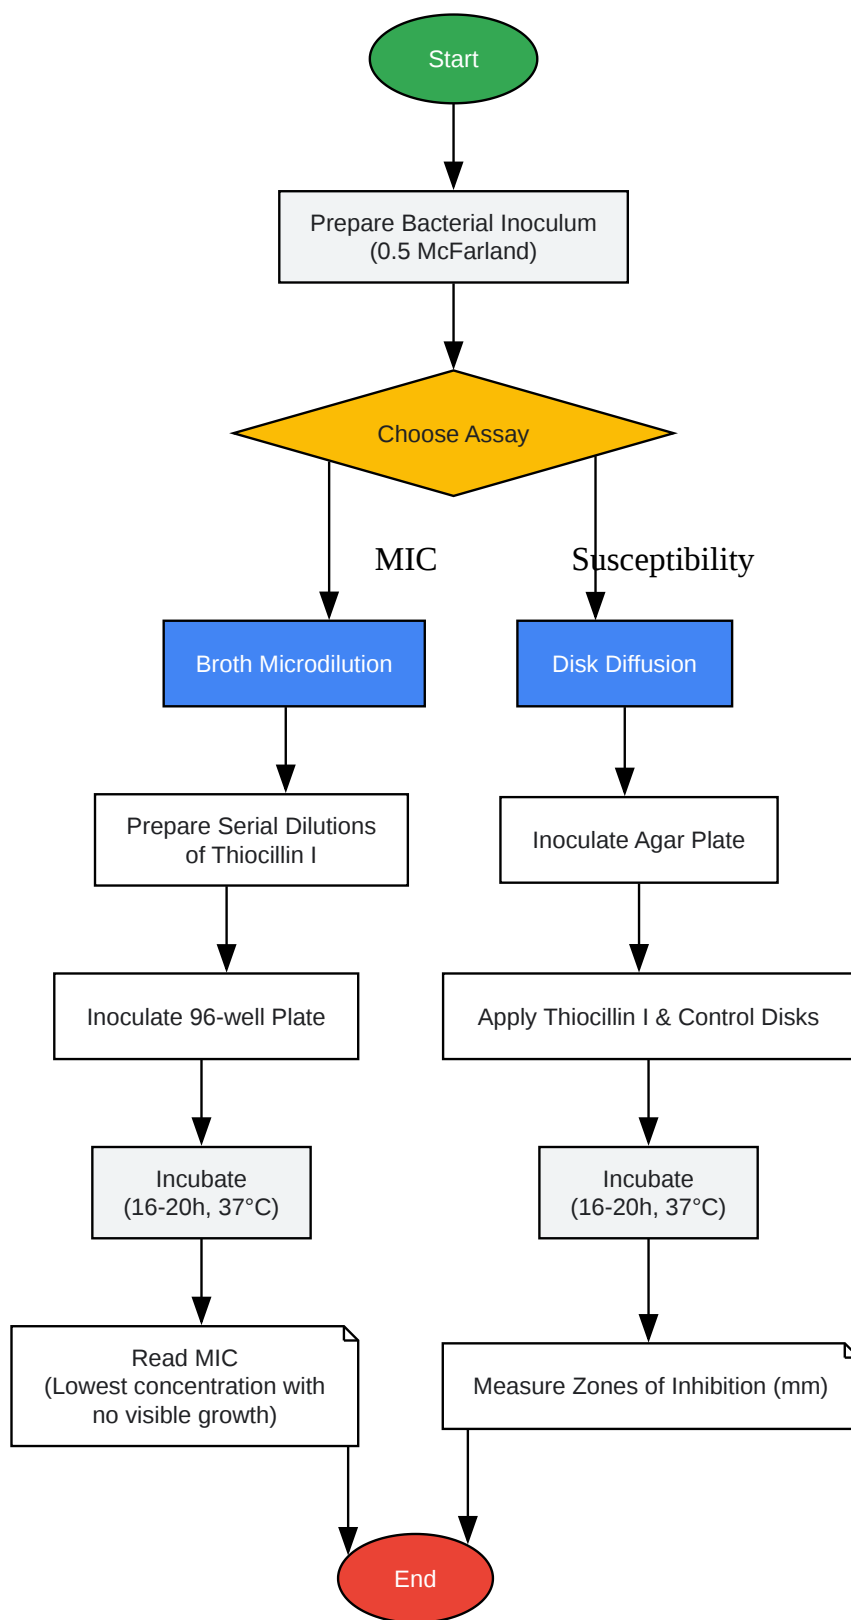 Start
Prepare Bacterial Inoculum
(0.5 McFarland)
Choose Assay
MIC
Susceptibility
Broth Microdilution
Disk Diffusion
Prepare Serial Dilutions
of Thiocillin I
Inoculate Agar Plate
Inoculate 96-well Plate
Apply Thiocillin I & Control Disks
Incubate
(16-20h, 37°C)
Incubate
(16-20h, 37°C)
Read MIC
(Lowest concentration with
no visible growth)
Measure Zones of Inhibition (mm)
End